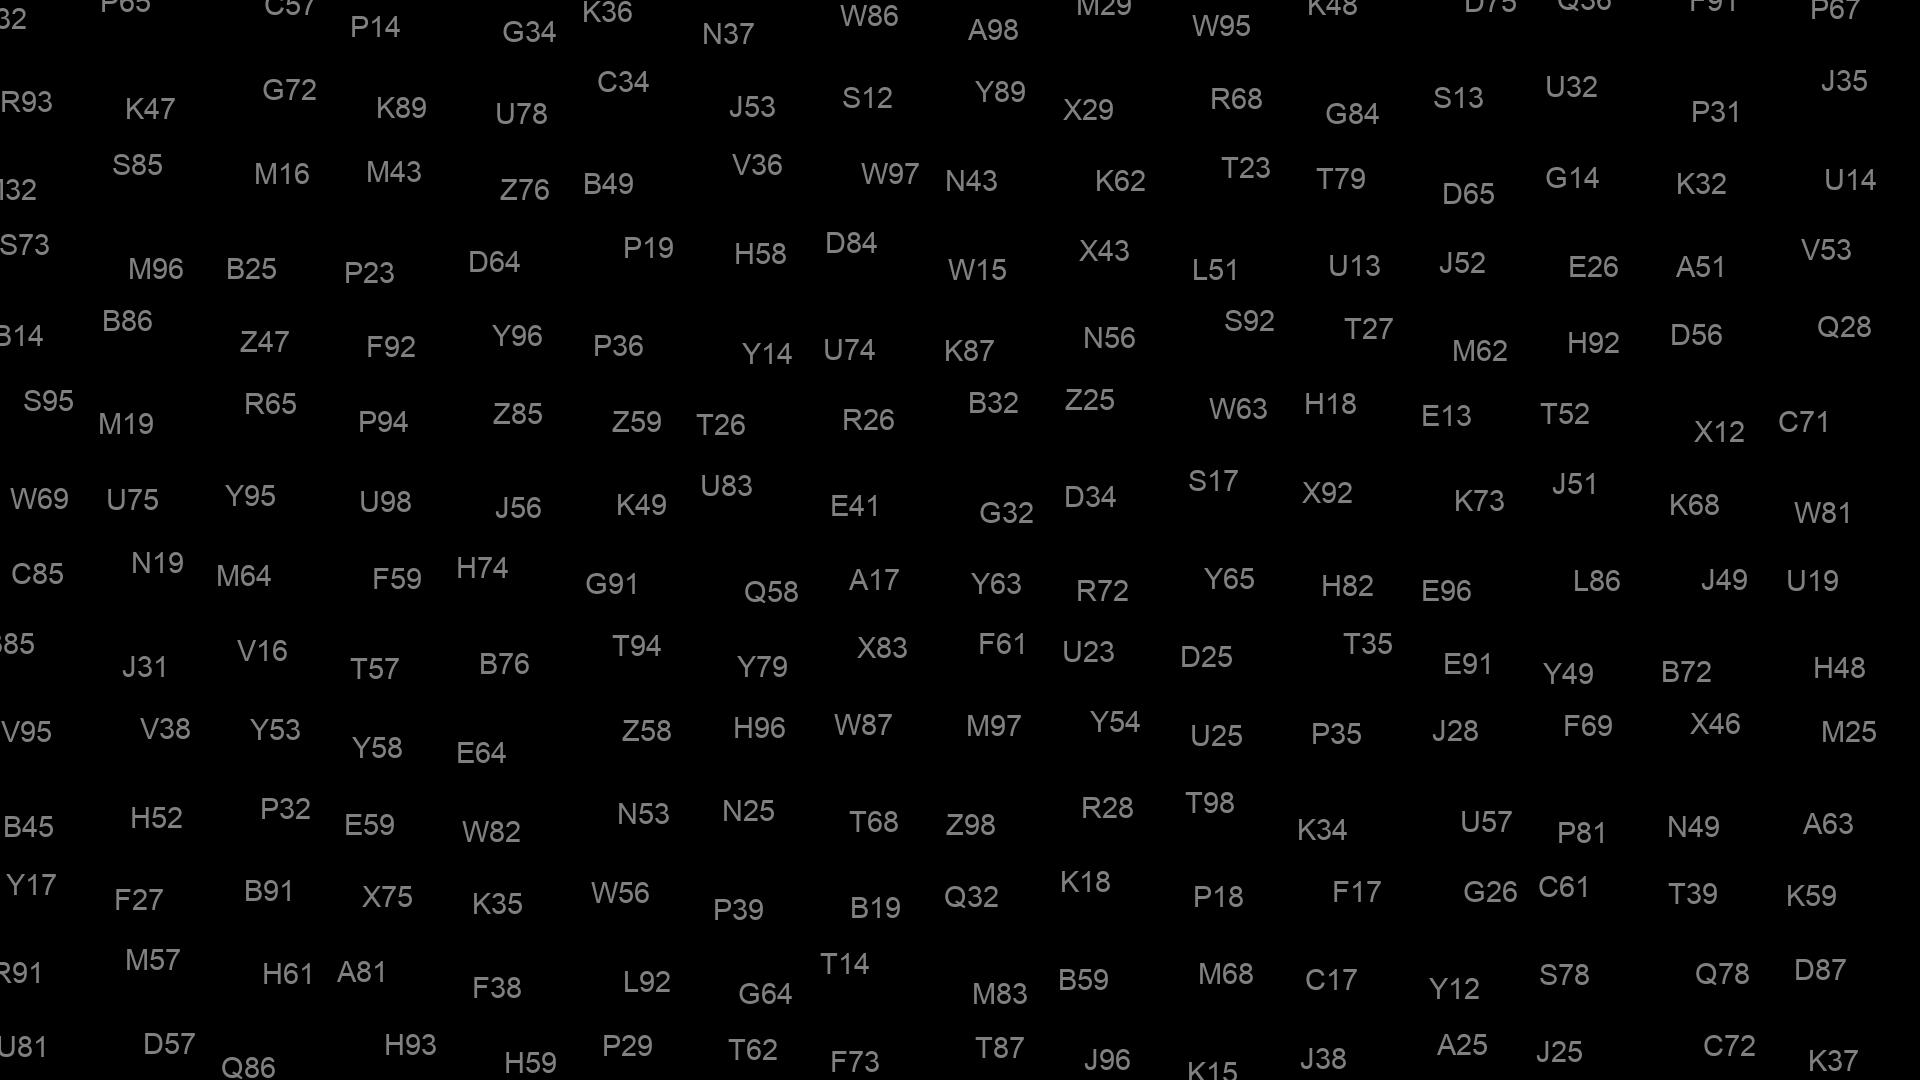 P65 C57 P14 G34 K36 N37 W86 A98 M29 W95 K48 D75 Q36 F91 P67
R93 K47 G72 K89 U78 C34 J53 S12 Y89 X29 R68 G84 S13 U32 P31 J35
S85 M16 M43 Z76 B49 V36 W97 N43 K62 T23 T79 D65 G14 K32 U14
S73 M96 B25 P23 D64 P19 H58 D84 W15 X43 L51 U13 J52 E26 A51 V53
B14 B86 Z47 F92 Y96 P36 Y14 U74 K87 N56 S92 T27 M62 H92 D56 Q28
S95 M19 R65 P94 Z85 Z59 T26 R26 B32 Z25 W63 H18 E13 T52 X12 C71
W69 U75 Y95 U98 J56 K49 U83 E41 G32 D34 S17 X92 K73 J51 K68 W81
C85 N19 M64 F59 H74 G91 Q58 A17 Y63 R72 Y65 H82 E96 L86 J49 U19
J31 V16 T57 B76 T94 Y79 X83 F61 U23 D25 T35 E91 Y49 B72 H48
V95 V38 Y53 Y58 E64 Z58 H96 W87 M97 Y54 U25 P35 J28 F69 X46 M25
B45 H52 P32 E59 W82 N53 N25 T68 Z98 R28 T98 K34 U57 P81 N49 A63
Y17 F27 B91 X75 K35 W56 P39 B19 Q32 K18 P18 F17 G26 C61 T39 K59
R91 M57 H61 A81 F38 L92 G64 T14 M83 B59 M68 C17 Y12 S78 Q78 D87
U81 D57 Q86 H93 H59 P29 T62 F73 T87 J96 K15 J38 A25 J25 C72 K37